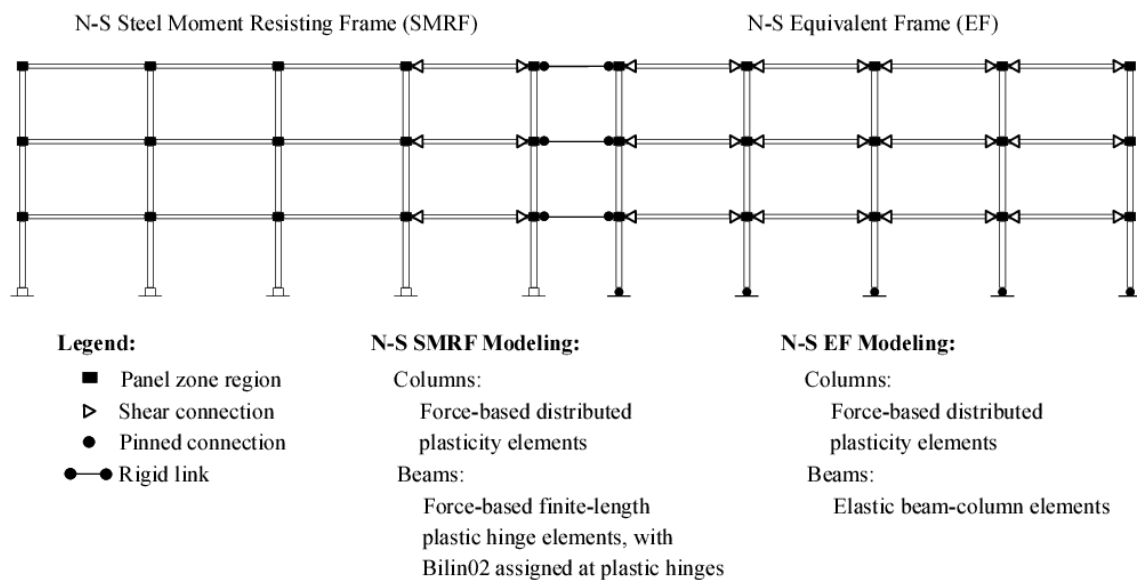 N-S Steel Moment Resisting Frame (SMRF)
N-S Equivalent Frame (EF)
Legend:
Panel zone region
Shear connection
Pinned connection
Rigid link
N-S SMRF Modeling:
Columns:
Force-based distributed
plasticity elements
Beams:
Force-based finite-length
plastic hinge elements, with
Bilin02 assigned at plastic hinges
N-S EF Modeling:
Columns:
Force-based distributed
plasticity elements
Beams:
Elastic beam-column elements